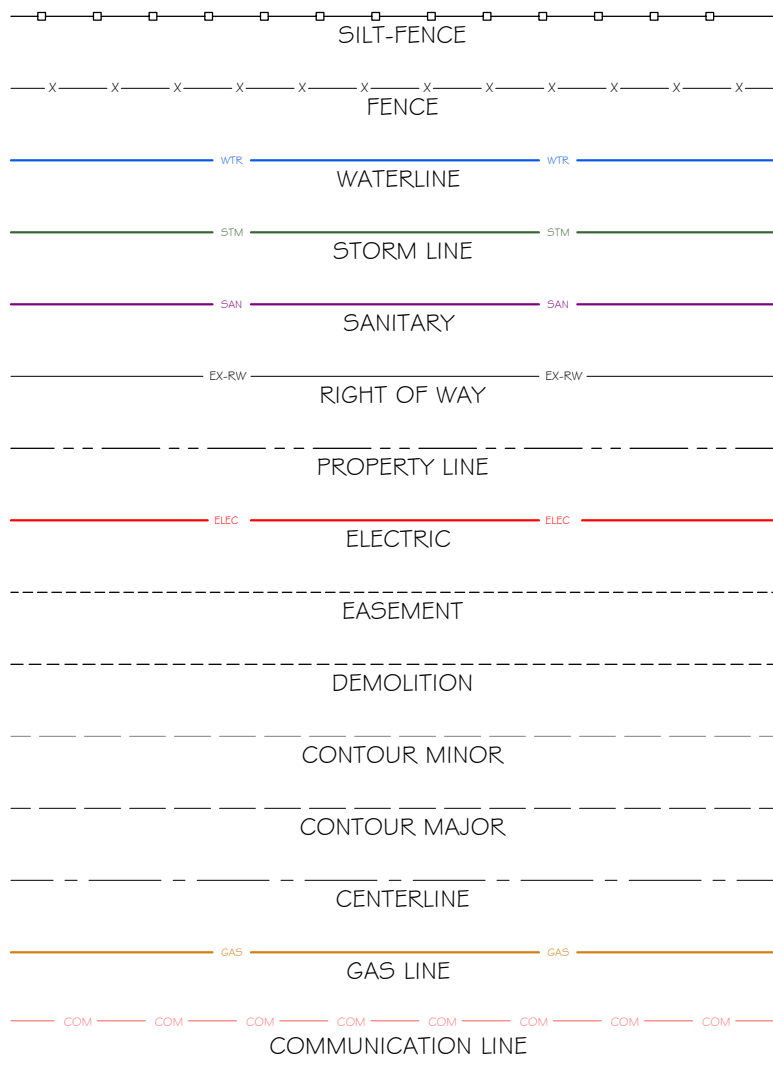 SILT-FENCE
X X X X X X X X X X X X
FENCE
WTR WTR
WATERLINE
STM STM
STORM LINE
SAN SAN
SANITARY
EX-RW EX-RW
RIGHT OF WAY
PROPERTY LINE
ELEC ELEC
ELECTRIC
EASEMENT
DEMOLITION
CONTOUR MINOR
CONTOUR MAJOR
CENTERLINE
GAS GAS
GAS LINE
COM COM COM COM COM COM COM COM
COMMUNICATION LINE